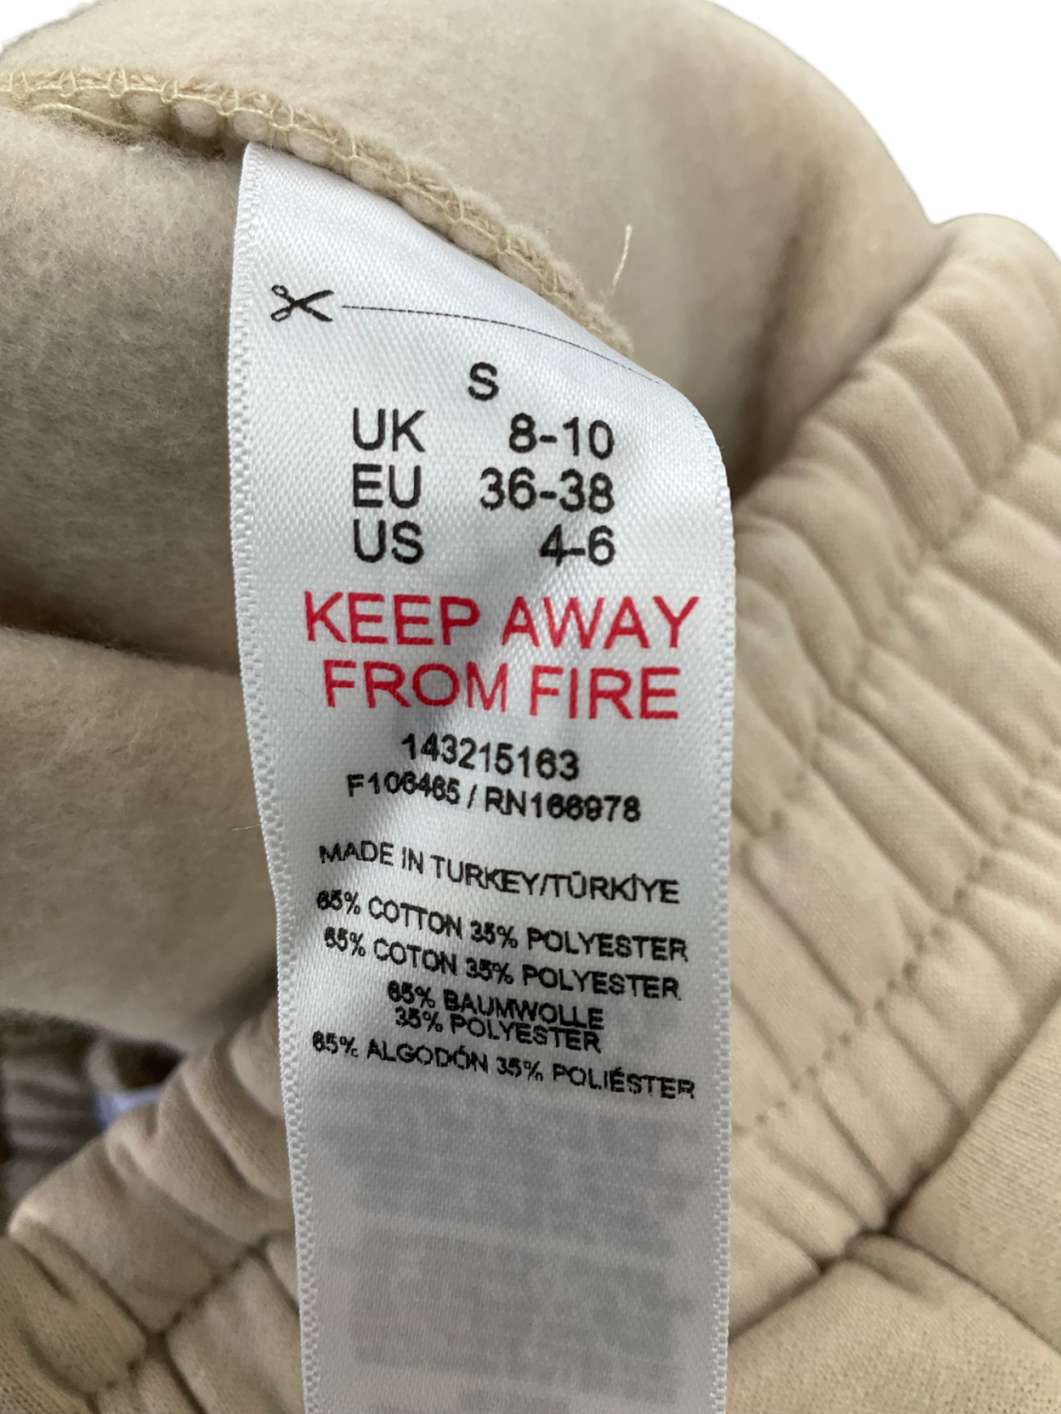 S
UK 8-10
EU 36-38
US 4-6
KEEP AWAY
FROM FIRE
143215163
F106465 / RN166978
MADE IN TURKEY/TÜRKİYE
65% COTTON 35% POLYESTER
65% COTON 35% POLYESTER
65% BAUMWOLLE
35% POLYESTER
65% ALGODÓN 35% POLIÉSTER